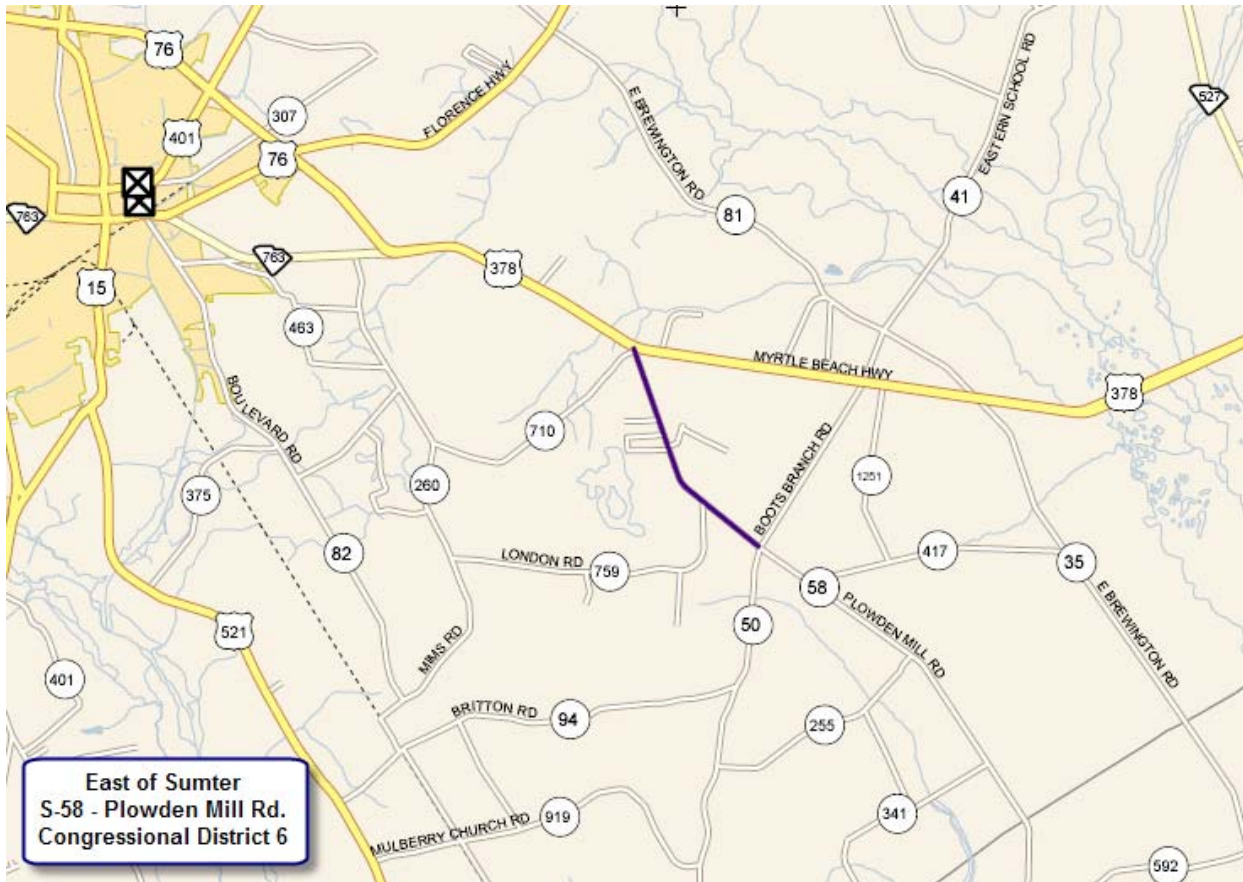 76
401
307
76
FLORENCE HWY
E BREWINGTON RD
EASTERN SCHOOL RD
527
763
81
41
763
378
15
463
MYRTLE BEACH HWY
378
BOULEVARD RD
710
BOOTS BRANCH RD
1251
375
260
82
LONDON RD
759
417
35
58
PLOWDEN MILL RD
E BREWINGTON RD
521
50
MIMS RD
401
BRITTON RD
94
255
MULBERRY CHURCH RD
919
341
592
East of Sumter
S-58 - Plowden Mill Rd.
Congressional District 6